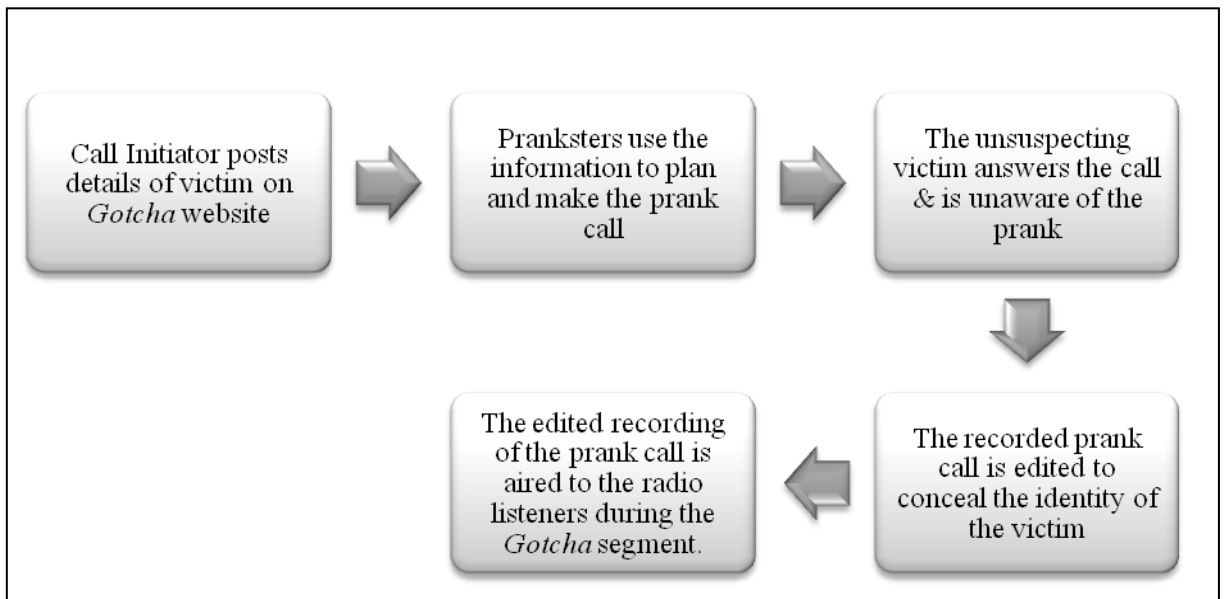 Call Initiator posts
details of victim on
Gotcha website
Pranksters use the
information to plan
and make the prank
call
The unsuspecting
victim answers the call
& is unaware of the
prank
The recorded prank
call is edited to
conceal the identity of
the victim
The edited recording
of the prank call is
aired to the radio
listeners during the
Gotcha segment.